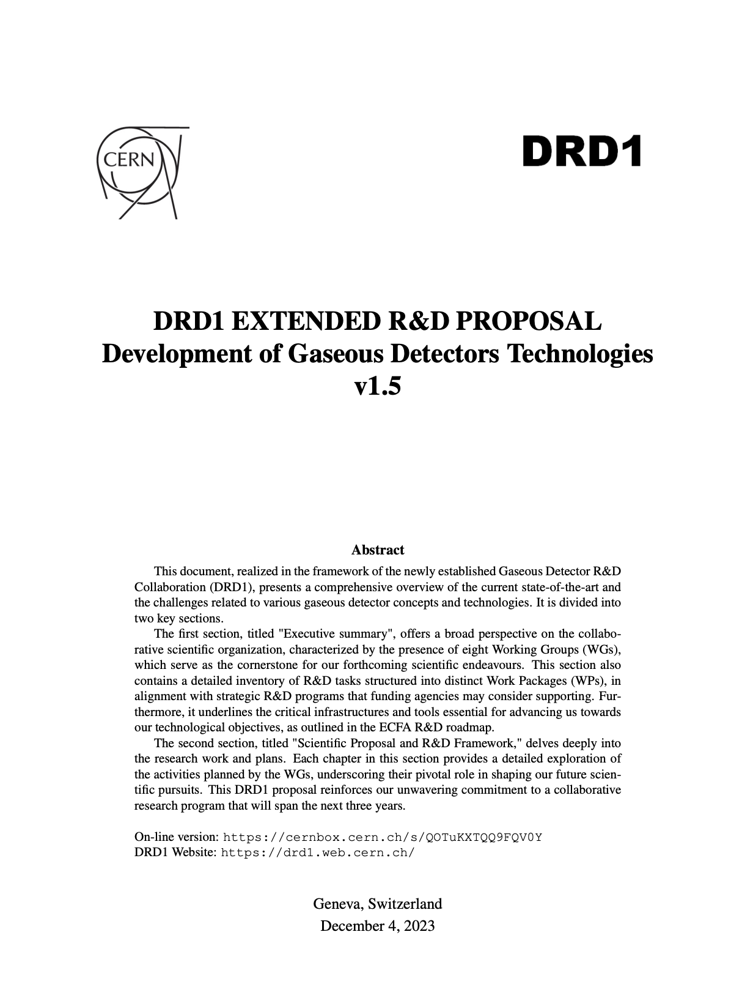 CERN
DRD1
DRD1 EXTENDED R&D PROPOSAL
Development of Gaseous Detectors Technologies
v1.5
Abstract
This document, realized in the framework of the newly established Gaseous Detector R&D
Collaboration (DRD1), presents a comprehensive overview of the current state-of-the-art and
the challenges related to various gaseous detector concepts and technologies. It is divided into
two key sections.
The first section, titled "Executive summary", offers a broad perspective on the collabo-
rative scientific organization, characterized by the presence of eight Working Groups (WGs),
which serve as the cornerstone for our forthcoming scientific endeavours. This section also
contains a detailed inventory of R&D tasks structured into distinct Work Packages (WPs), in
alignment with strategic R&D programs that funding agencies may consider supporting. Fur-
thermore, it underlines the critical infrastructures and tools essential for advancing us towards
our technological objectives, as outlined in the ECFA R&D roadmap.
The second section, titled "Scientific Proposal and R&D Framework," delves deeply into
the research work and plans. Each chapter in this section provides a detailed exploration of
the activities planned by the WGs, underscoring their pivotal role in shaping our future scien-
tific pursuits. This DRD1 proposal reinforces our unwavering commitment to a collaborative
research program that will span the next three years.
On-line version: https://cernbox.cern.ch/s/QOTuKXTQQ9FQV0Y
DRD1 Website: https://drd1.web.cern.ch/
Geneva, Switzerland
December 4, 2023